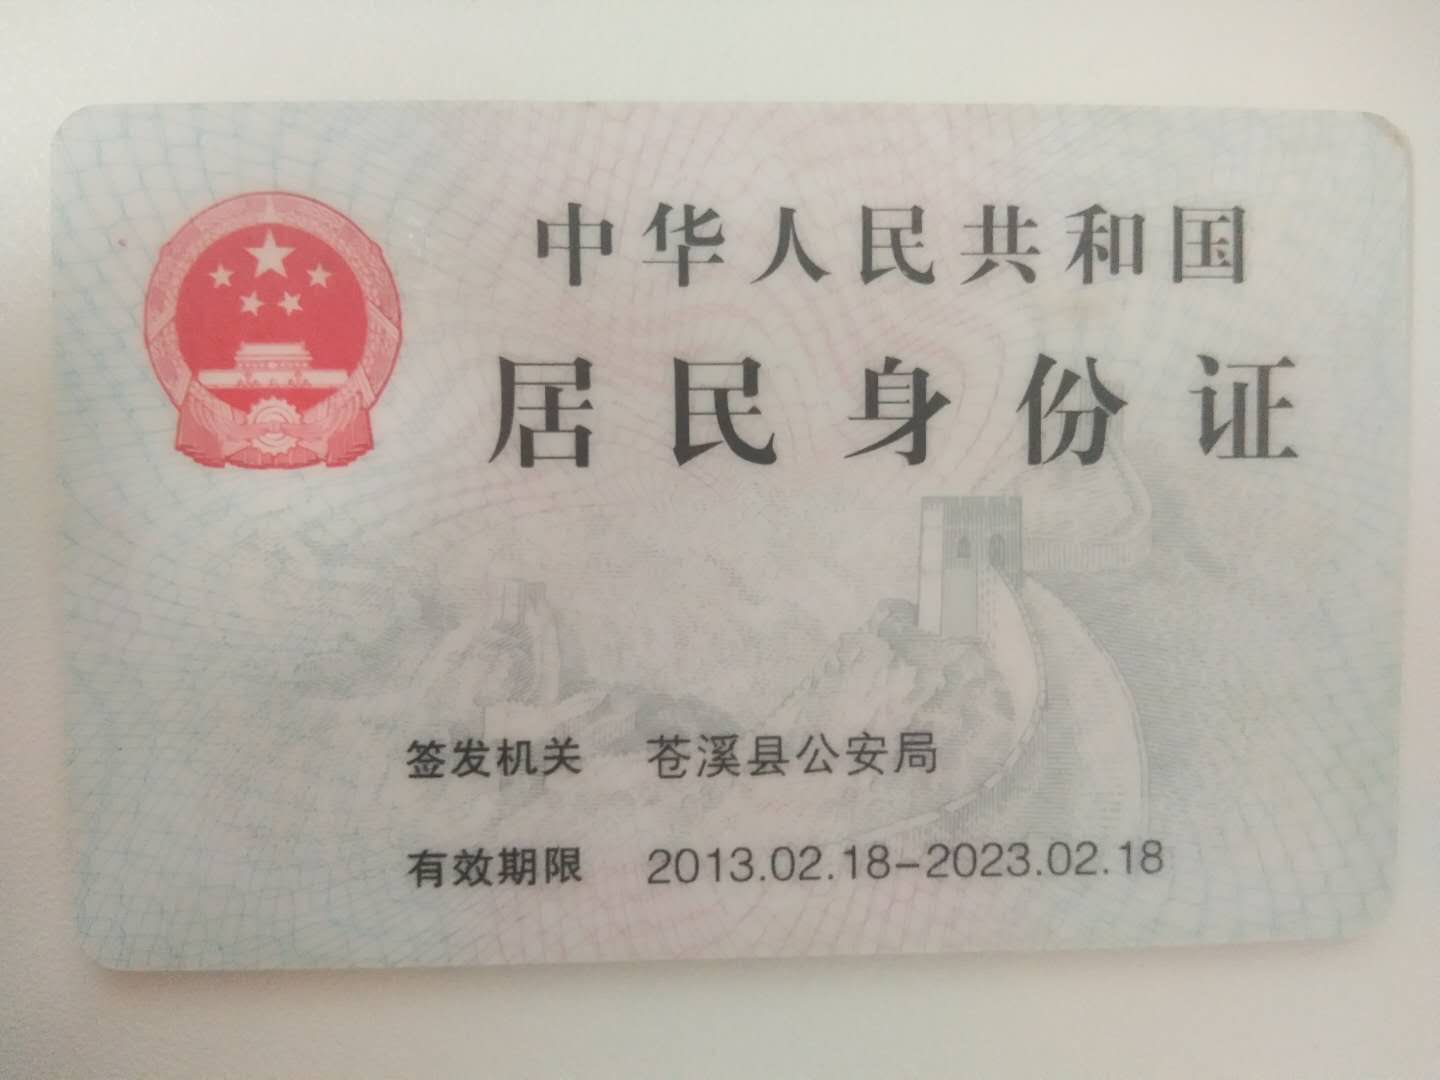 中华人民共和国
居民身份证
签发机关 苍溪县公安局
有效期限 2013.02.18-2023.02.18